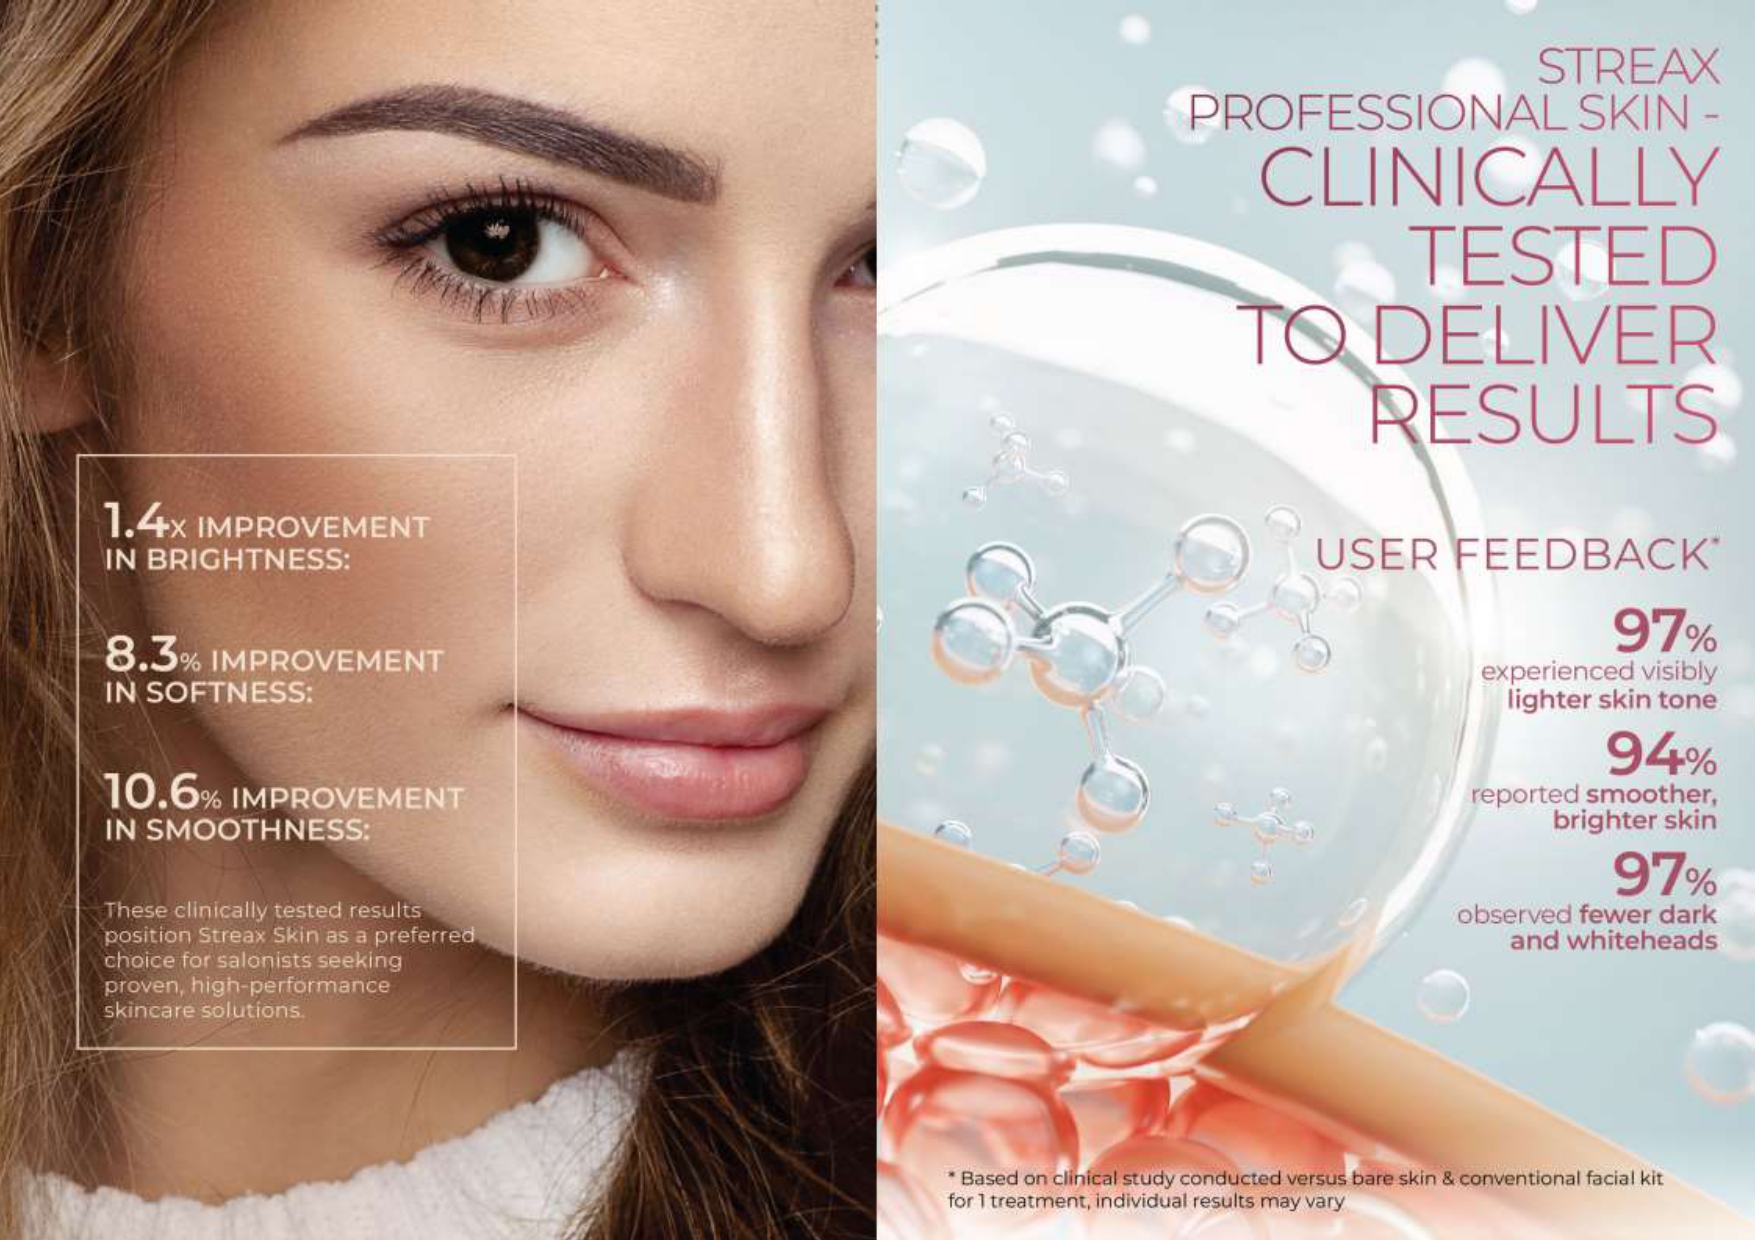 1.4x IMPROVEMENT
IN BRIGHTNESS:
8.3% IMPROVEMENT
IN SOFTNESS:
10.6% IMPROVEMENT
IN SMOOTHNESS:
These clinically tested results
position Streax Skin as a preferred
choice for salonists seeking
proven, high-performance
skincare solutions.
STREAX
PROFESSIONAL SKIN -
CLINICALLY
TESTED
TO DELIVER
RESULTS
USER FEEDBACK*
97%
experienced visibly
lighter skin tone
94%
reported smoother,
brighter skin
97%
observed fewer dark
and whiteheads
* Based on clinical study conducted versus bare skin & conventional facial kit
for 1 treatment, individual results may vary